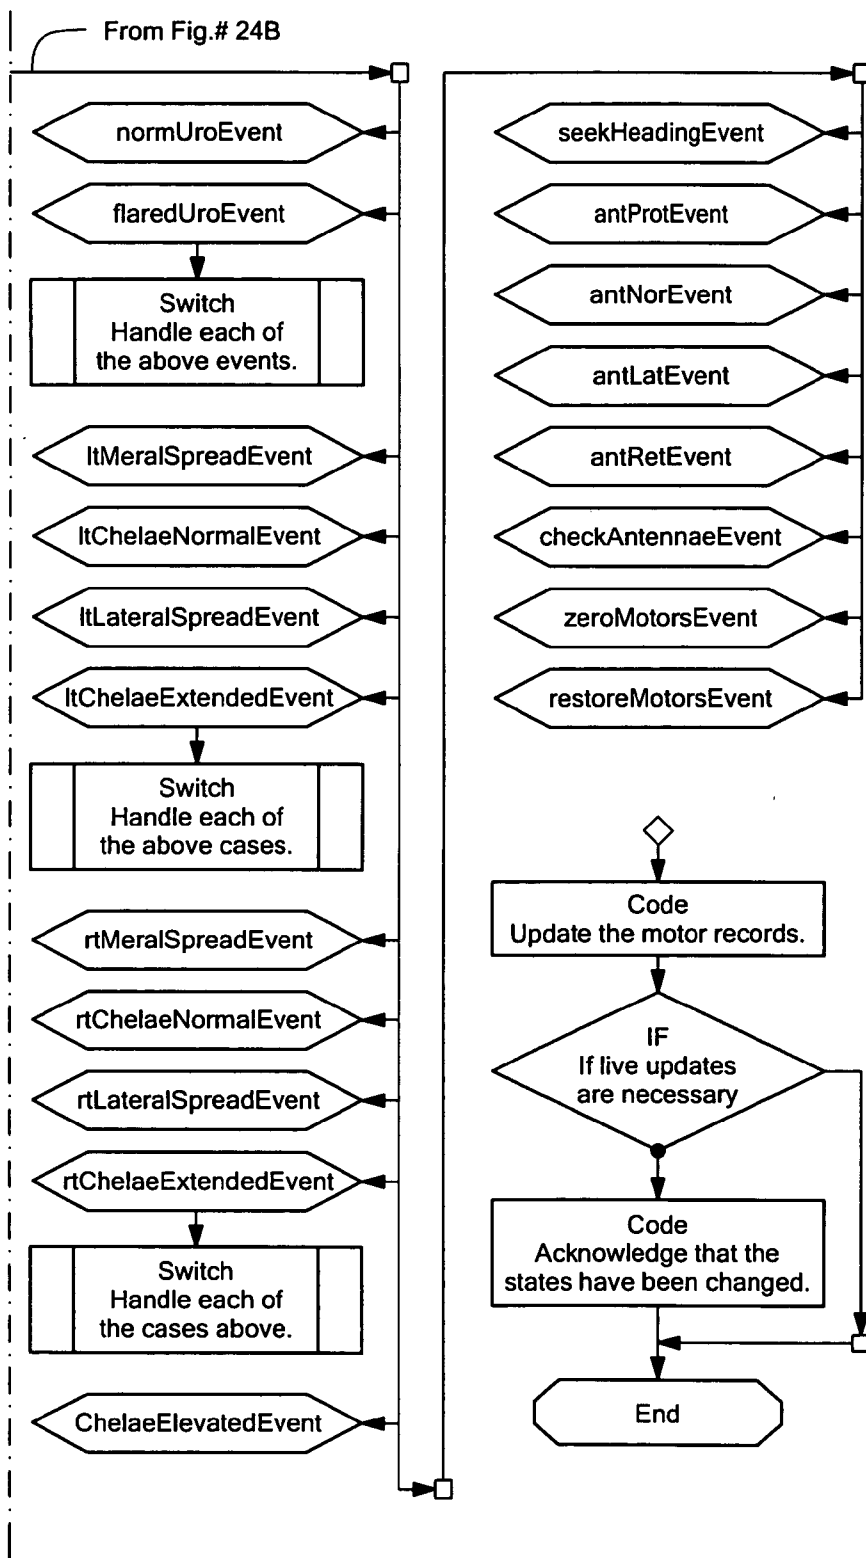 From Fig.# 24B
normUroEvent
flaredUroEvent
Switch
Handle each of
the above events.
ltMeralSpreadEvent
ltChelaeNormalEvent
ltLateralSpreadEvent
ltChelaeExtendedEvent
Switch
Handle each of
the above cases.
rtMeralSpreadEvent
rtChelaeNormalEvent
rtLateralSpreadEvent
rtChelaeExtendedEvent
Switch
Handle each of
the cases above.
ChelaeElevatedEvent
seekHeadingEvent
antProtEvent
antNorEvent
antLatEvent
antRetEvent
checkAntennaeEvent
zeroMotorsEvent
restoreMotorsEvent
Code
Update the motor records.
IF
If live updates
are necessary
Code
Acknowledge that the
states have been changed.
End